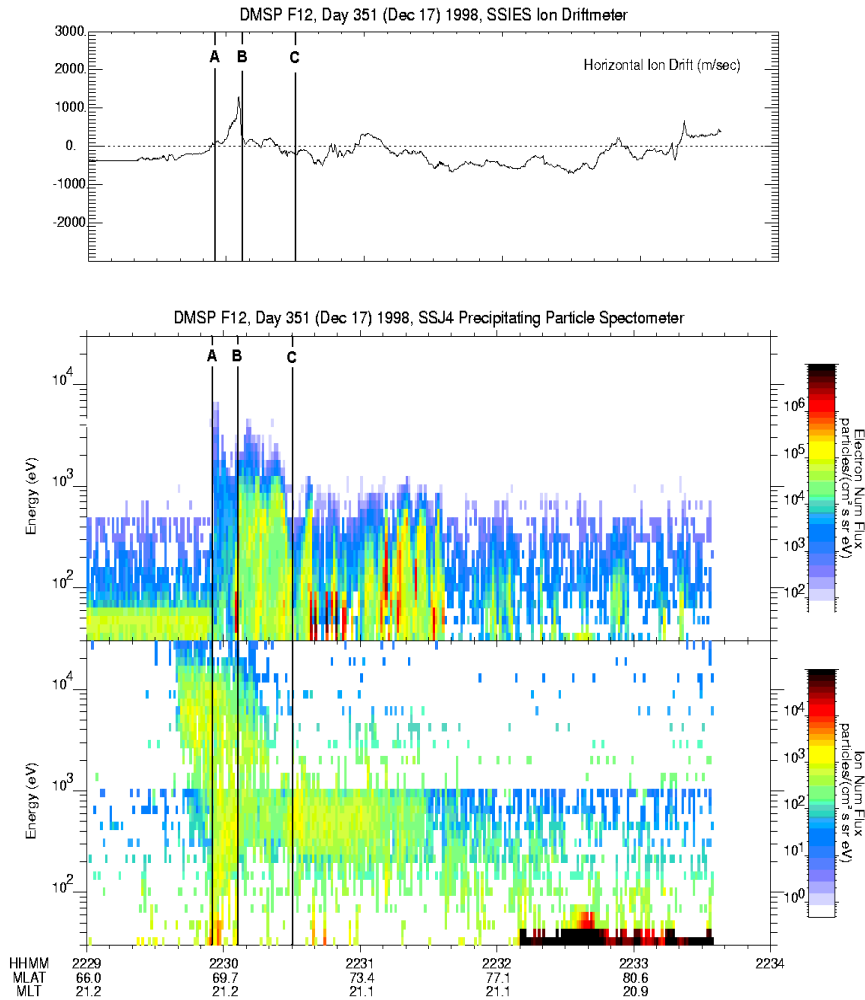 DMSP F12, Day 351 (Dec 17) 1998, SSIES Ion Driftmeter
3000.
2000.
1000.
0.
-1000.
-2000.
A
B
C
Horizontal Ion Drift (m/sec)
DMSP F12, Day 351 (Dec 17) 1998, SSJ4 Precipitating Particle Spectometer
A
B
C
Energy (eV)
10^4
10^3
10^2
10^6
10^5
10^4
10^3
10^2
Electron Num Flux
particles/(cm² s sr eV)
Energy (eV)
10^4
10^3
10^2
10^4
10^3
10^2
10^1
10^0
Ion Num Flux
particles/(cm² s sr eV)
HHMM 2229 2230 2231 2232 2233 2234
MLAT 66.0 69.7 73.4 77.1 80.6
MLT 21.2 21.2 21.1 21.1 20.9